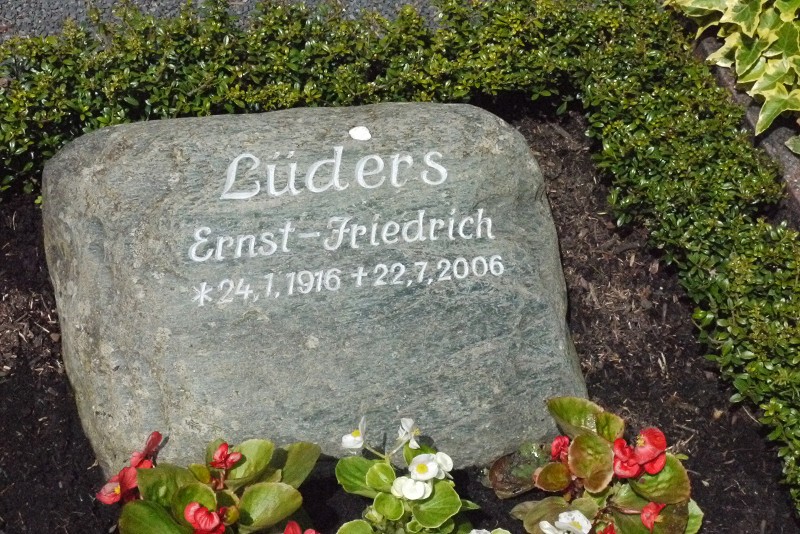 Lüders
Ernst-Friedrich
* 24.1.1916 + 22.7.2006